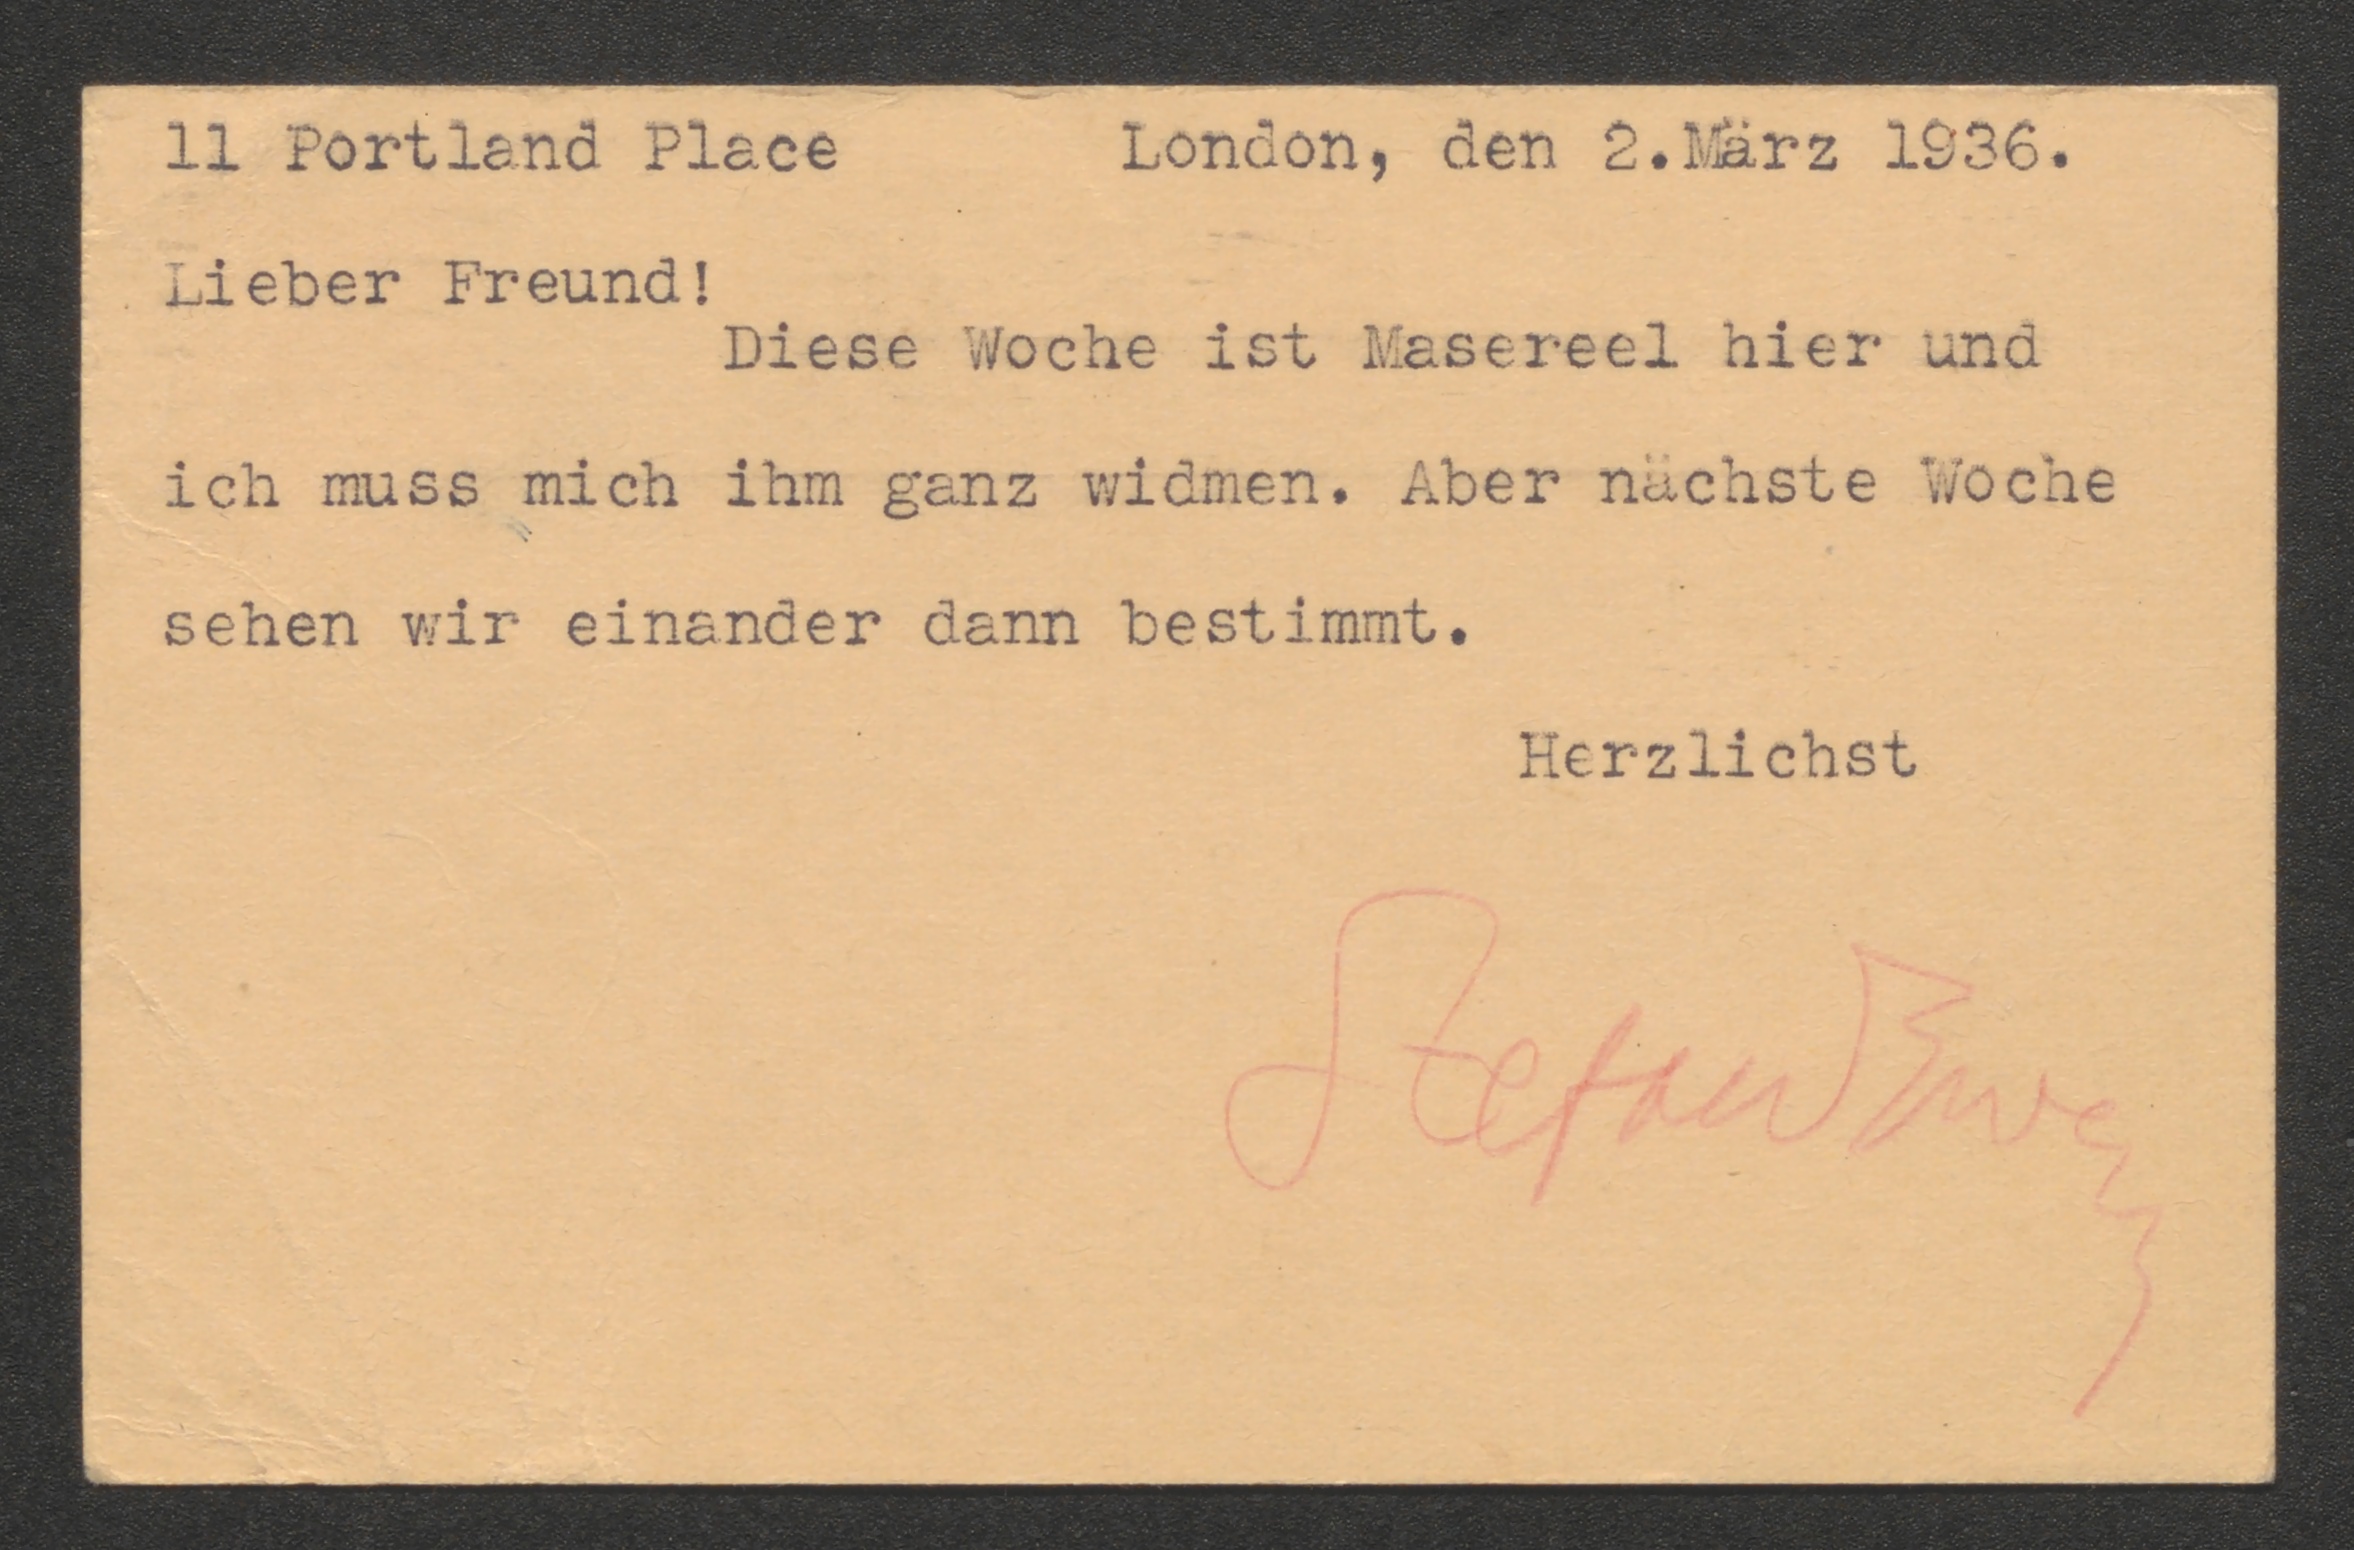 11 Portland Place London, den 2.März 1936.
Lieber Freund!
Diese Woche ist Masereel hier und
ich muss mich ihm ganz widmen. Aber nächste Woche
sehen wir einander dann bestimmt.
Herzlichst
Stefan Zweig